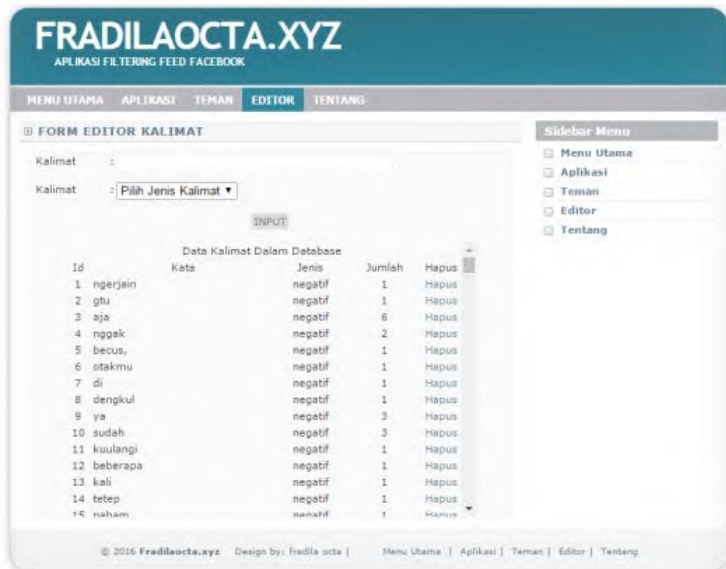 FRADILAOCTA.XYZ
APLIKASI FILTERING FEED FACEBOOK
MENU UTAMA APLIKASI TEMAN EDITOR TENTANG
FORM EDITOR KALIMAT
Kalimat :
Kalimat : Pilih Jenis Kalimat
INPUT
Data Kalimat Dalam Database
Id Kata Jenis Jumlah Hapus
1 ngerjain negatif 1 Hapus
2 gtu negatif 1 Hapus
3 aja negatif 6 Hapus
4 nggak negatif 2 Hapus
5 becus, negatif 1 Hapus
6 otakmu negatif 1 Hapus
7 di negatif 1 Hapus
8 dengkul negatif 1 Hapus
9 ya negatif 3 Hapus
10 sudah negatif 3 Hapus
11 kuulangi negatif 1 Hapus
12 beberapa negatif 1 Hapus
13 kali negatif 1 Hapus
14 tetep negatif 1 Hapus
15 paham negatif 1 Hapus
Sidebar Menu
Menu Utama
Aplikasi
Teman
Editor
Tentang
© 2016 Fradilaocta.xyz Design by: fradila octa | Menu Utama | Aplikasi | Teman | Editor | Tentang